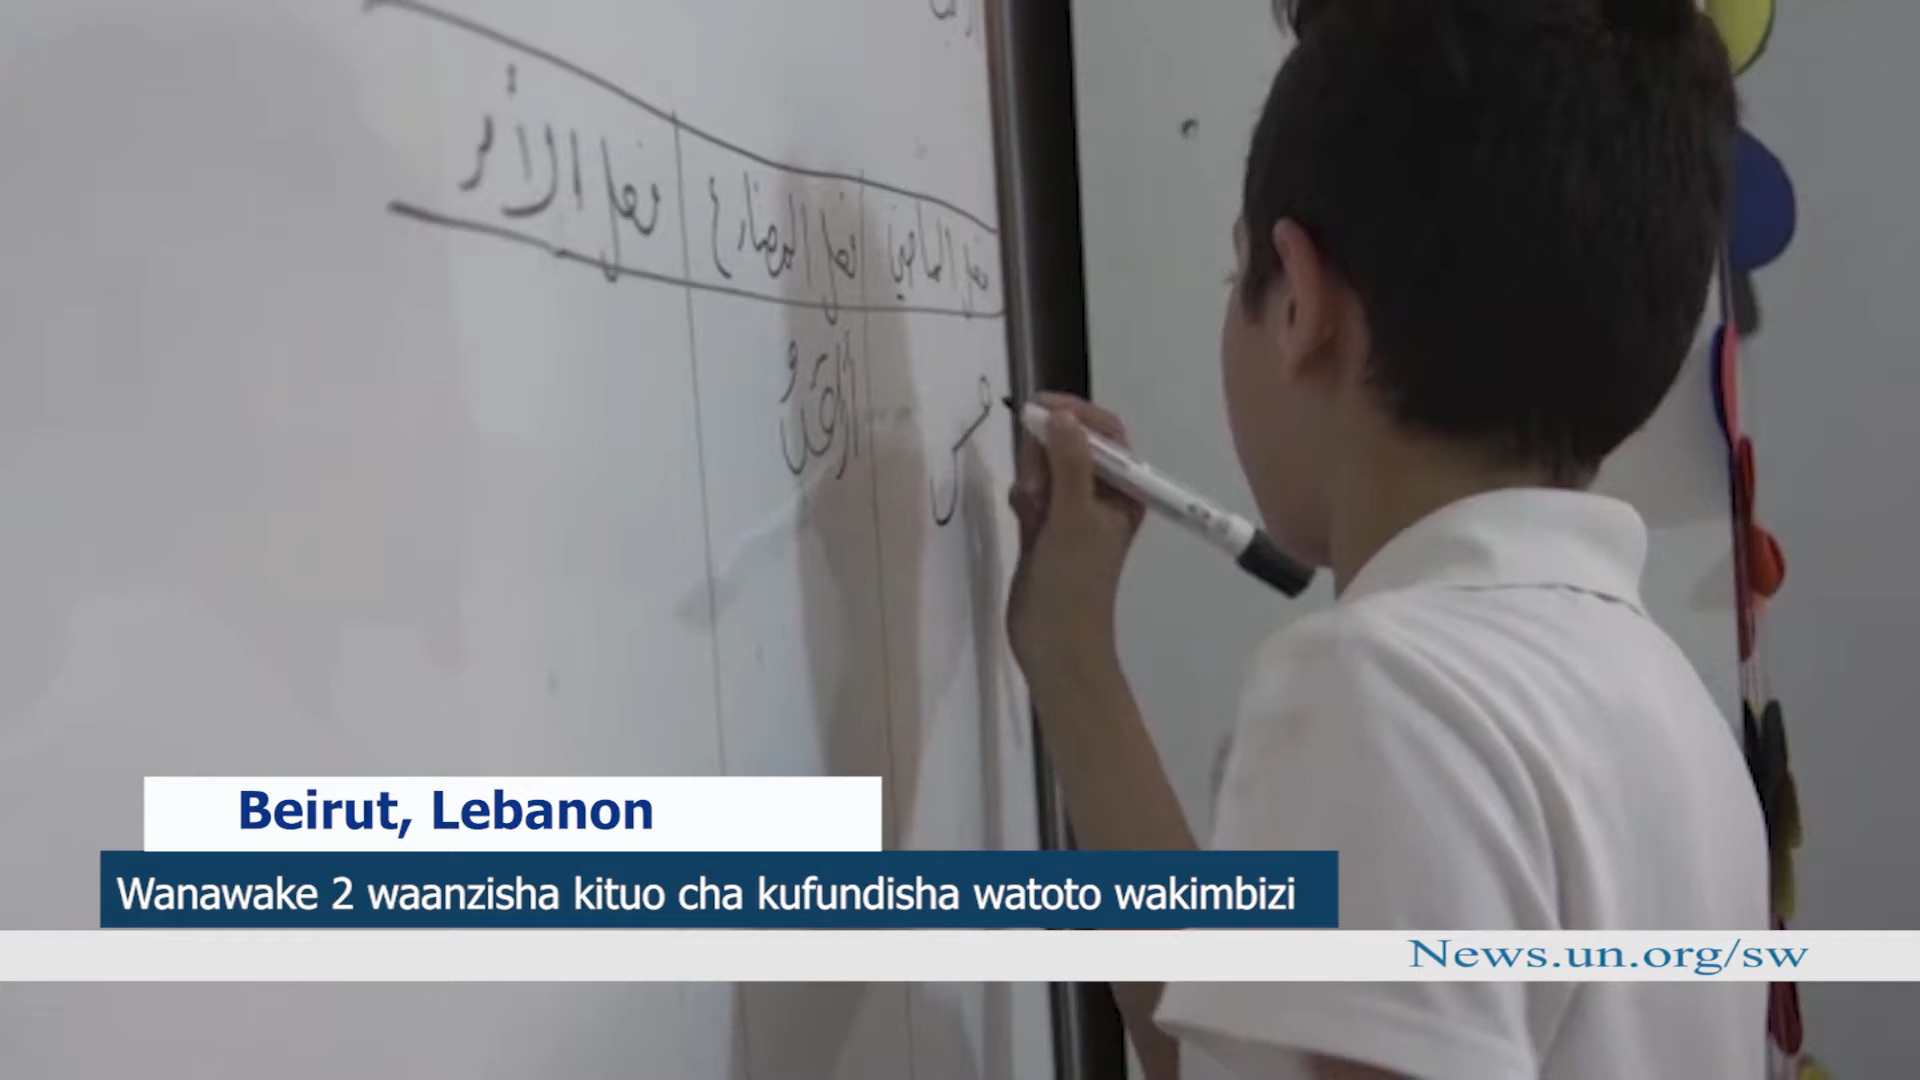 فعل الماضي فعل المضارع فعل الأمر
Beirut, Lebanon
Wanawake 2 waanzisha kituo cha kufundisha watoto wakimbizi
News.un.org/sw